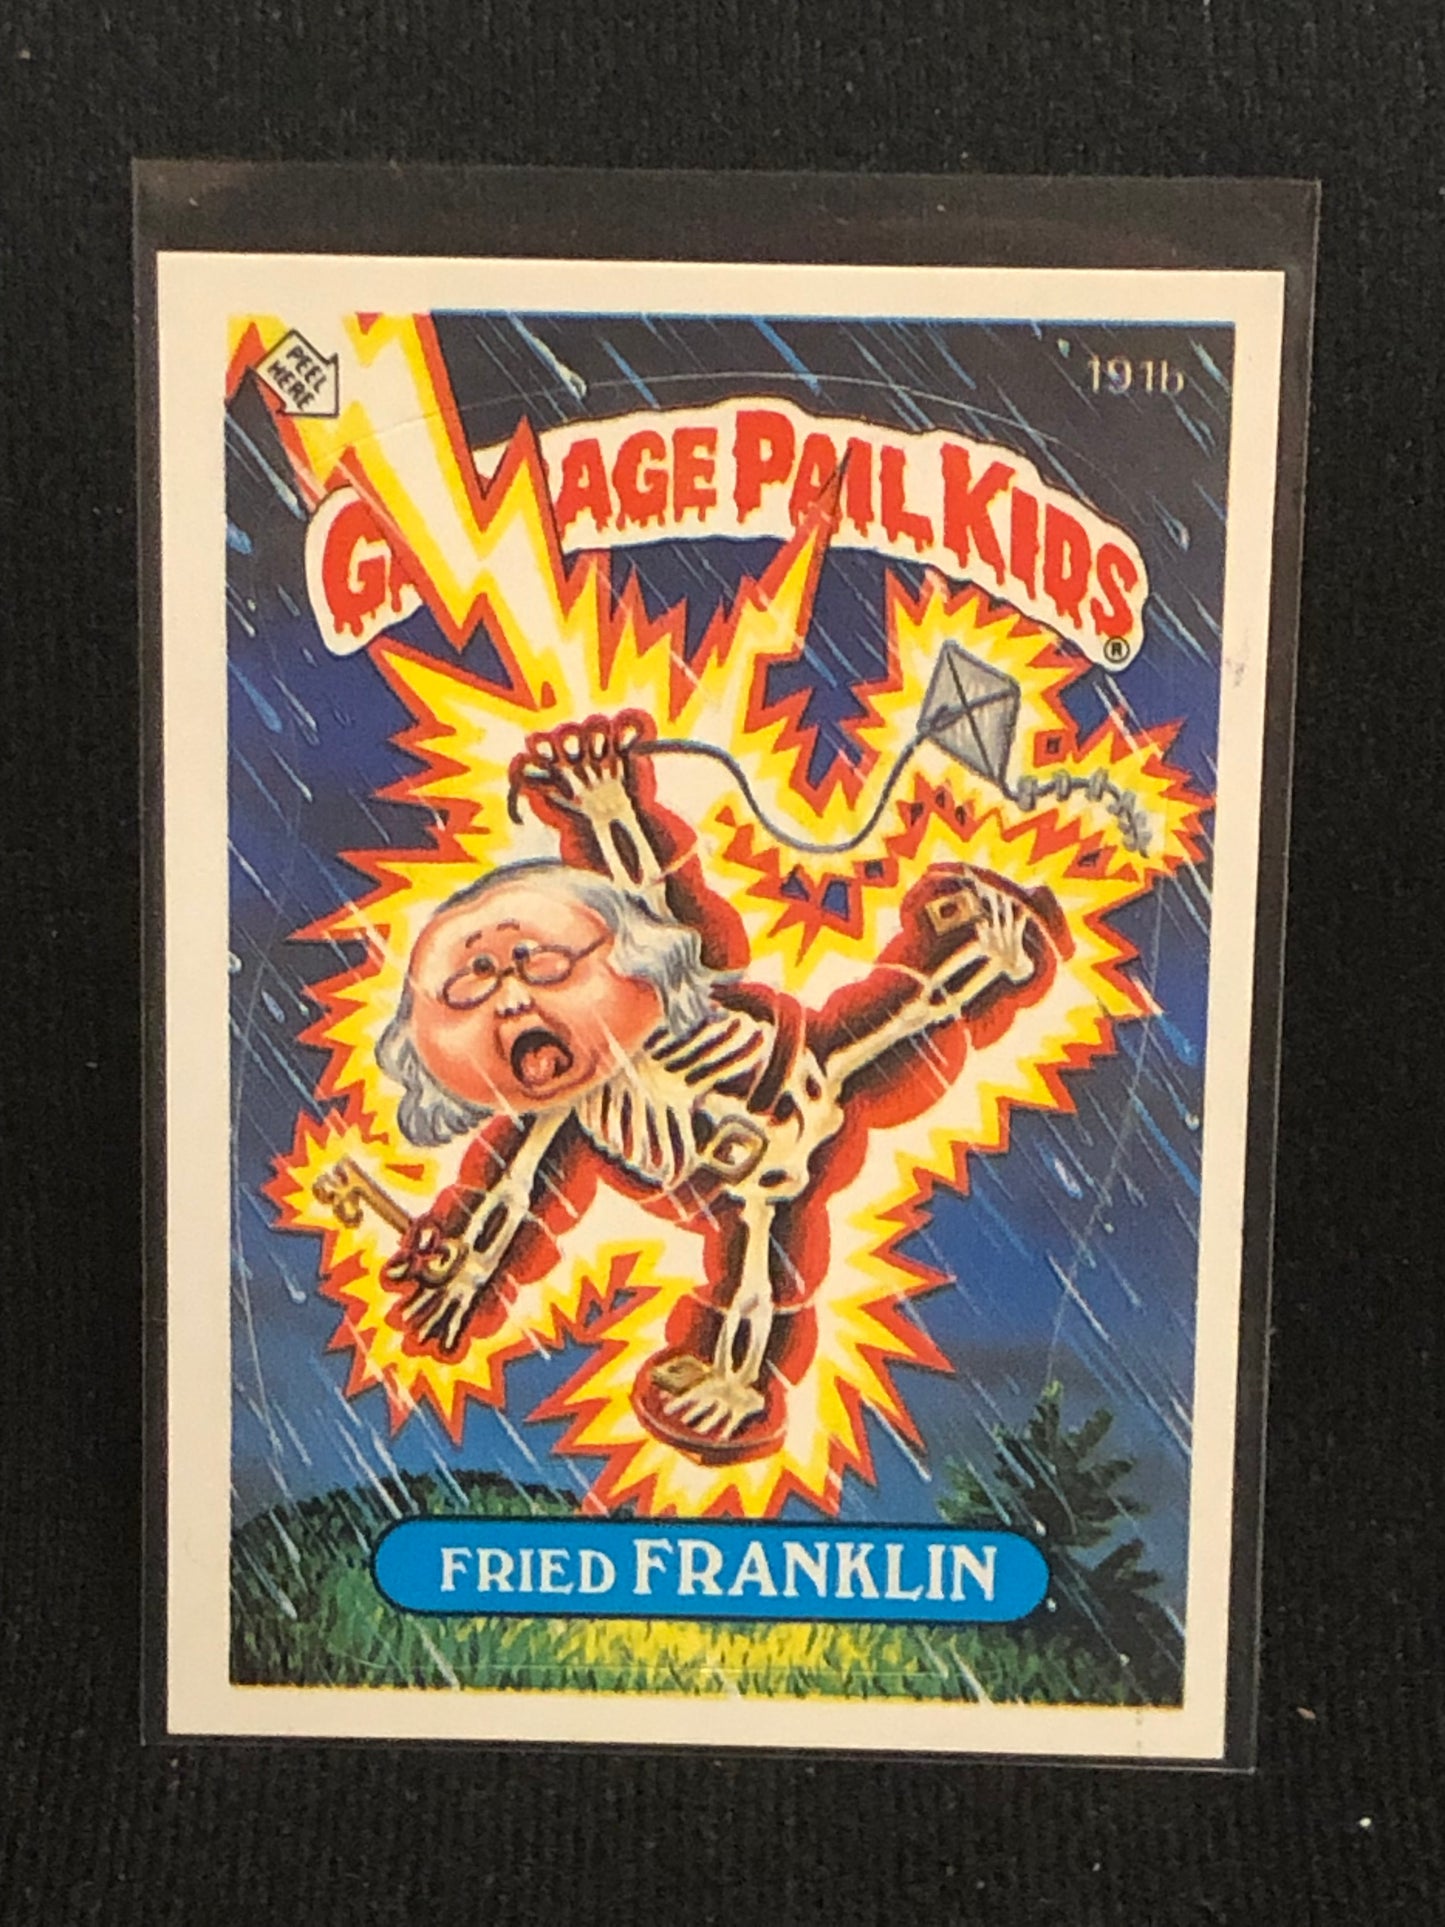 PEEL
HERE
191b
GA AGE PAIL KIDS®
FRIED FRANKLIN